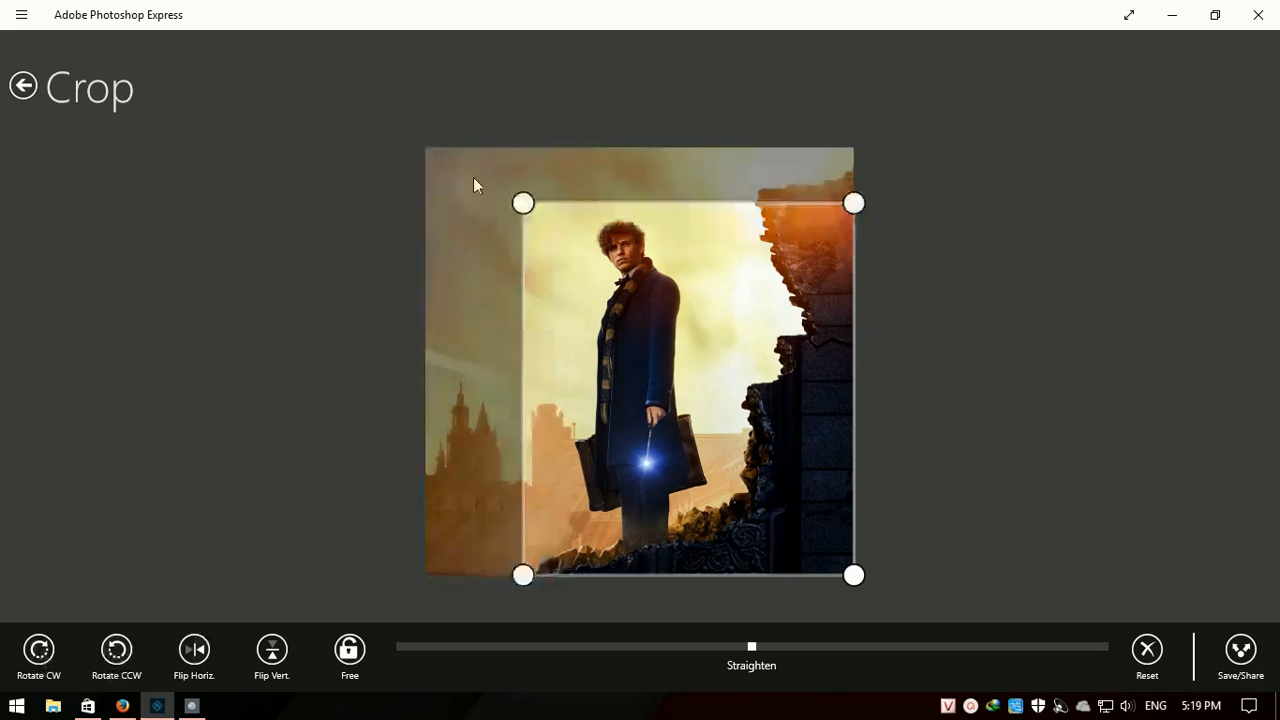 Adobe Photoshop Express
Crop
Rotate CW
Rotate CCW
Flip Horiz.
Flip Vert.
Free
Straighten
Reset
Save/Share
ENG
5:19 PM